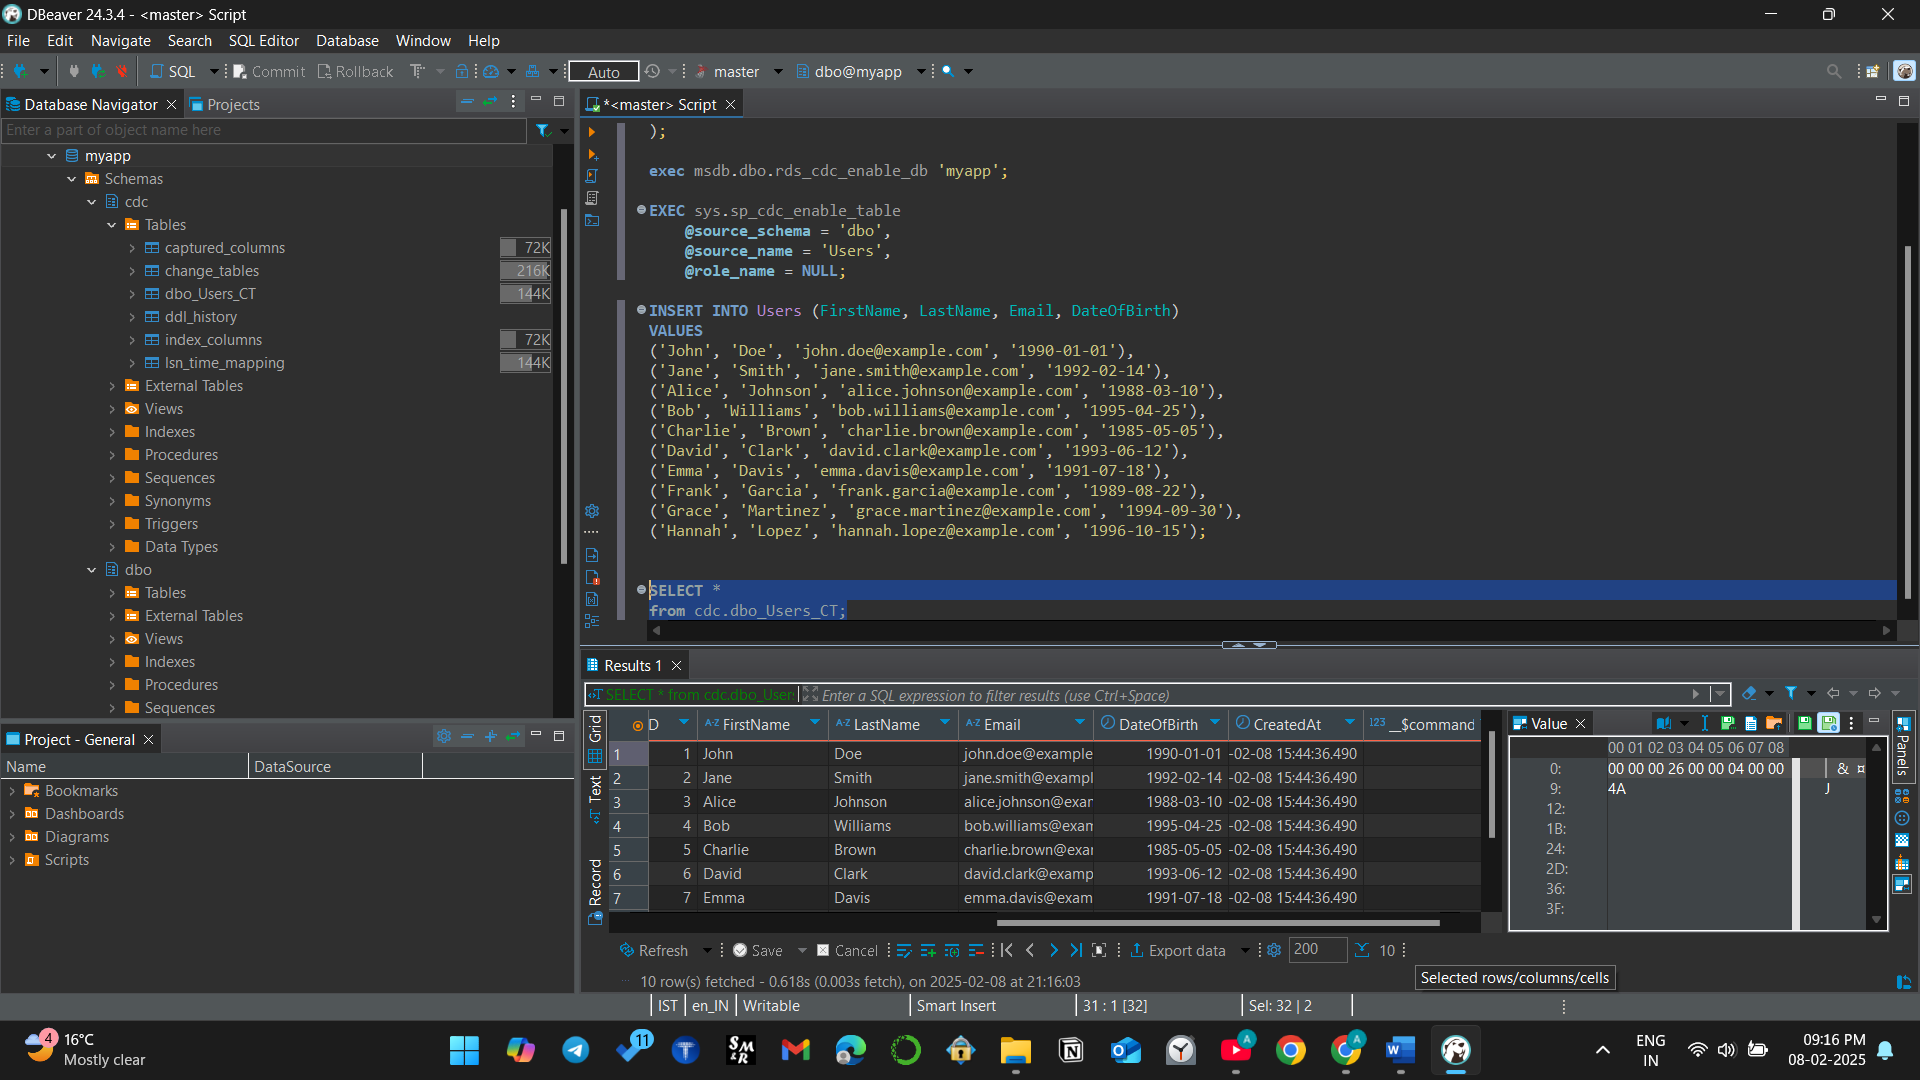 DBeaver 24.3.4 - <master> Script
File Edit Navigate Search SQL Editor Database Window Help
SQL Commit Rollback T Auto master dbo@myapp
Database Navigator Projects
*<master> Script
Enter a part of object name here
myapp
Schemas
cdc
Tables
captured_columns 72K
change_tables 216K
dbo_Users_CT 144K
ddl_history
index_columns 72K
lsn_time_mapping 144K
External Tables
Views
Indexes
Procedures
Sequences
Synonyms
Triggers
Data Types
dbo
Tables
External Tables
Views
Indexes
Procedures
Sequences
);
exec msdb.dbo.rds_cdc_enable_db 'myapp';
EXEC sys.sp_cdc_enable_table
@source_schema = 'dbo',
@source_name = 'Users',
@role_name = NULL;
INSERT INTO Users (FirstName, LastName, Email, DateOfBirth)
VALUES
('John', 'Doe', 'john.doe@example.com', '1990-01-01'),
('Jane', 'Smith', 'jane.smith@example.com', '1992-02-14'),
('Alice', 'Johnson', 'alice.johnson@example.com', '1988-03-10'),
('Bob', 'Williams', 'bob.williams@example.com', '1995-04-25'),
('Charlie', 'Brown', 'charlie.brown@example.com', '1985-05-05'),
('David', 'Clark', 'david.clark@example.com', '1993-06-12'),
('Emma', 'Davis', 'emma.davis@example.com', '1991-07-18'),
('Frank', 'Garcia', 'frank.garcia@example.com', '1989-08-22'),
('Grace', 'Martinez', 'grace.martinez@example.com', '1994-09-30'),
('Hannah', 'Lopez', 'hannah.lopez@example.com', '1996-10-15');
SELECT *
from cdc.dbo_Users_CT;
Project - General
Name DataSource
Bookmarks
Dashboards
Diagrams
Scripts
Results 1
SELECT * from cdc.dbo_User Enter a SQL expression to filter results (use Ctrl+Space)
Grid
Text
Record
D A-Z FirstName A-Z LastName A-Z Email DateOfBirth CreatedAt 123 __$command
1 1 John Doe john.doe@example 1990-01-01 -02-08 15:44:36.490
2 2 Jane Smith jane.smith@exampl 1992-02-14 -02-08 15:44:36.490
3 3 Alice Johnson alice.johnson@exar 1988-03-10 -02-08 15:44:36.490
4 4 Bob Williams bob.williams@exam 1995-04-25 -02-08 15:44:36.490
5 5 Charlie Brown charlie.brown@exar 1985-05-05 -02-08 15:44:36.490
6 6 David Clark david.clark@examp 1993-06-12 -02-08 15:44:36.490
7 7 Emma Davis emma.davis@exam 1991-07-18 -02-08 15:44:36.490
Value
Panels
00 01 02 03 04 05 06 07 08
0: 00 00 00 26 00 00 04 00 00 & ¤
9: 4A J
12:
1B:
24:
2D:
36:
3F:
Refresh Save Cancel Export data 200 10
10 row(s) fetched - 0.618s (0.003s fetch), on 2025-02-08 at 21:16:03
Selected rows/columns/cells
IST en_IN Writable Smart Insert 31 : 1 [32] Sel: 32 | 2
4
16°C
Mostly clear
11
SM
&R
A
A
ENG
IN
09:16 PM
08-02-2025